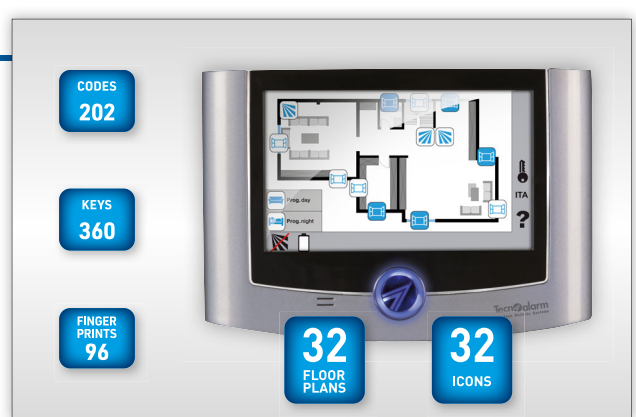 CODES
202
KEYS
360
FINGER
PRINTS
96
Prog. day
Prog. night
ITA
?
Tecnoalarm
32
FLOOR
PLANS
32
ICONS